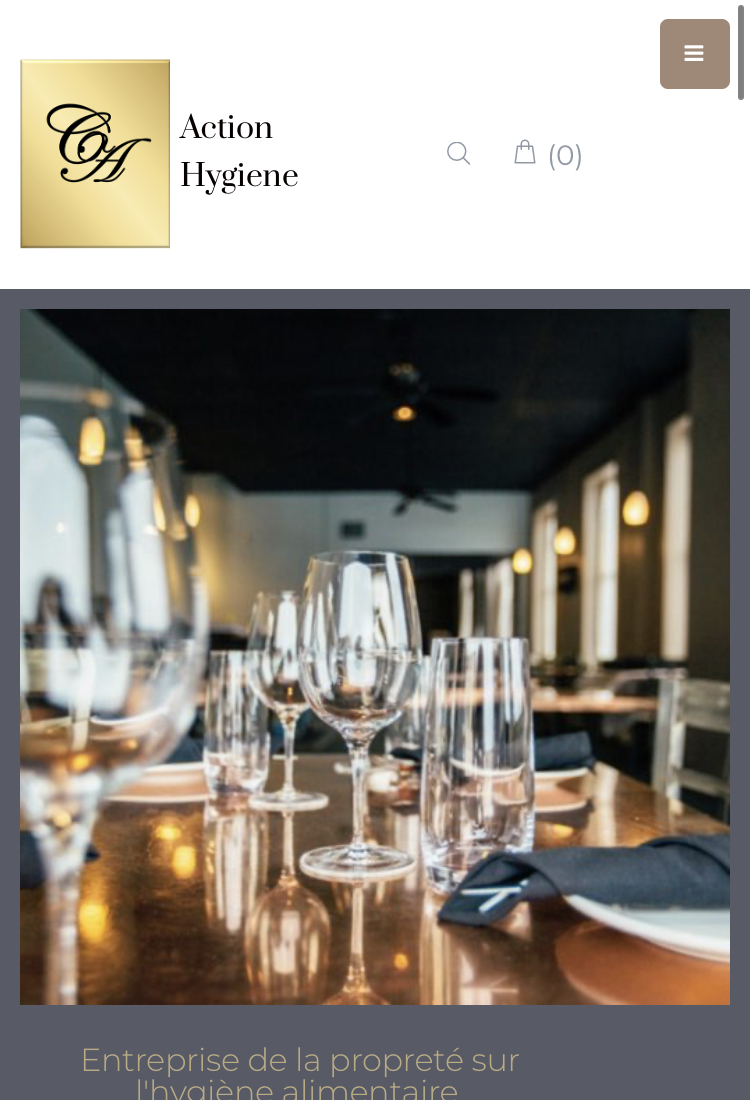 CA
Action
Hygiene
(0)
Entreprise de la propreté sur
l'hygiène alimentaire